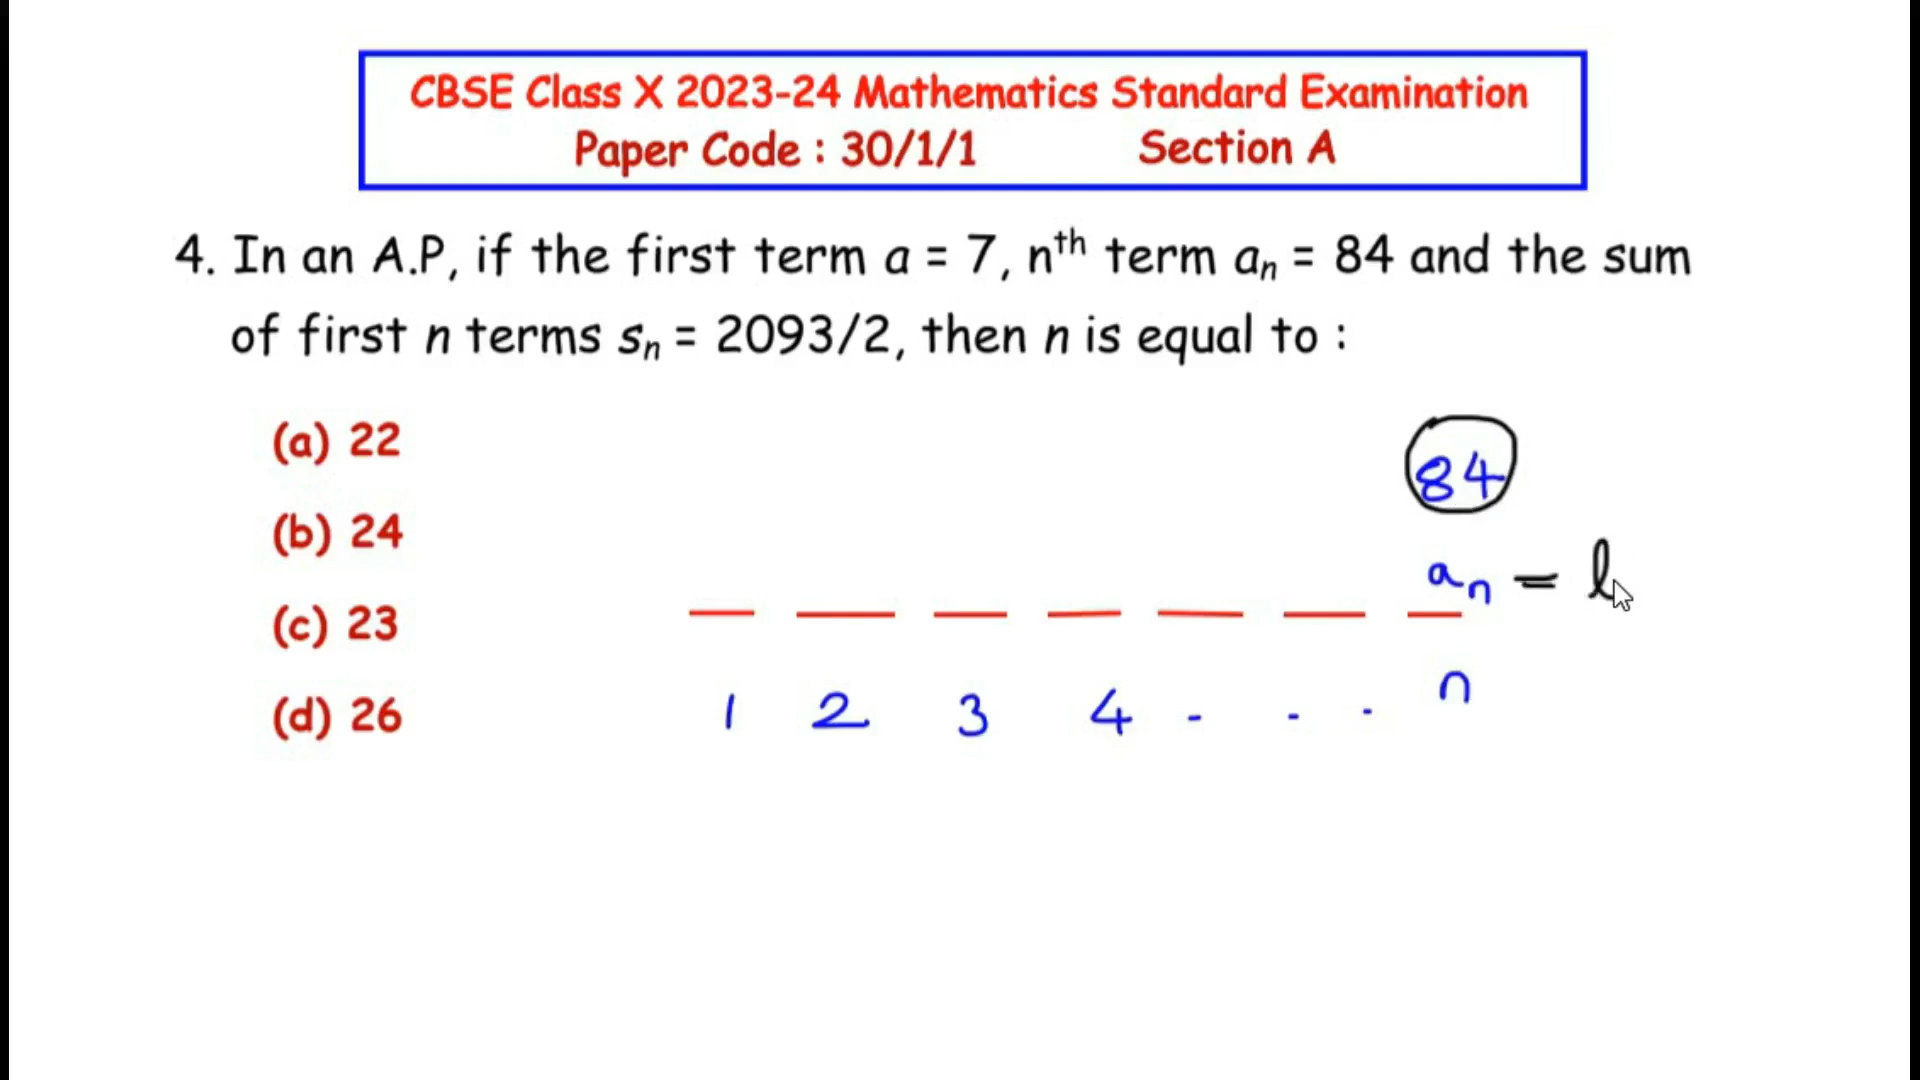 CBSE Class X 2023-24 Mathematics Standard Examination
Paper Code : 30/1/1 Section A
4. In an A.P, if the first term a = 7, nᵗʰ term aₙ = 84 and the sum
of first n terms sₙ = 2093/2, then n is equal to :
(a) 22
(b) 24
(c) 23
(d) 26
84
aₙ = l
1 2 3 4 - - . n